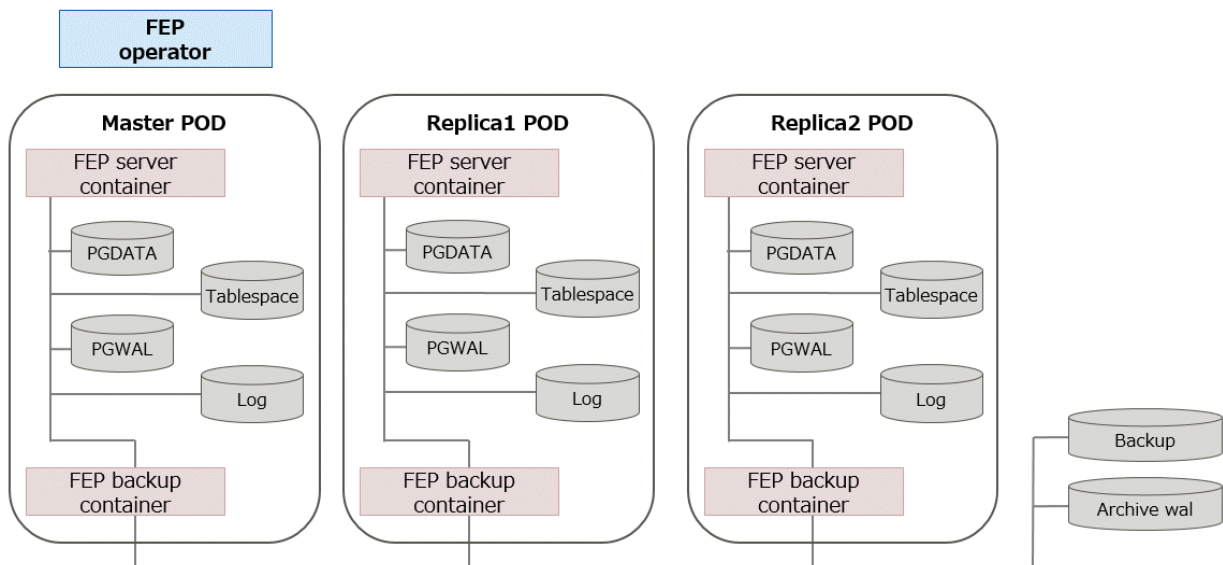 FEP
operator
Master POD
FEP server
container
PGDATA
Tablespace
PGWAL
Log
FEP backup
container
Replica1 POD
FEP server
container
PGDATA
Tablespace
PGWAL
Log
FEP backup
container
Replica2 POD
FEP server
container
PGDATA
Tablespace
PGWAL
Log
FEP backup
container
Backup
Archive wal